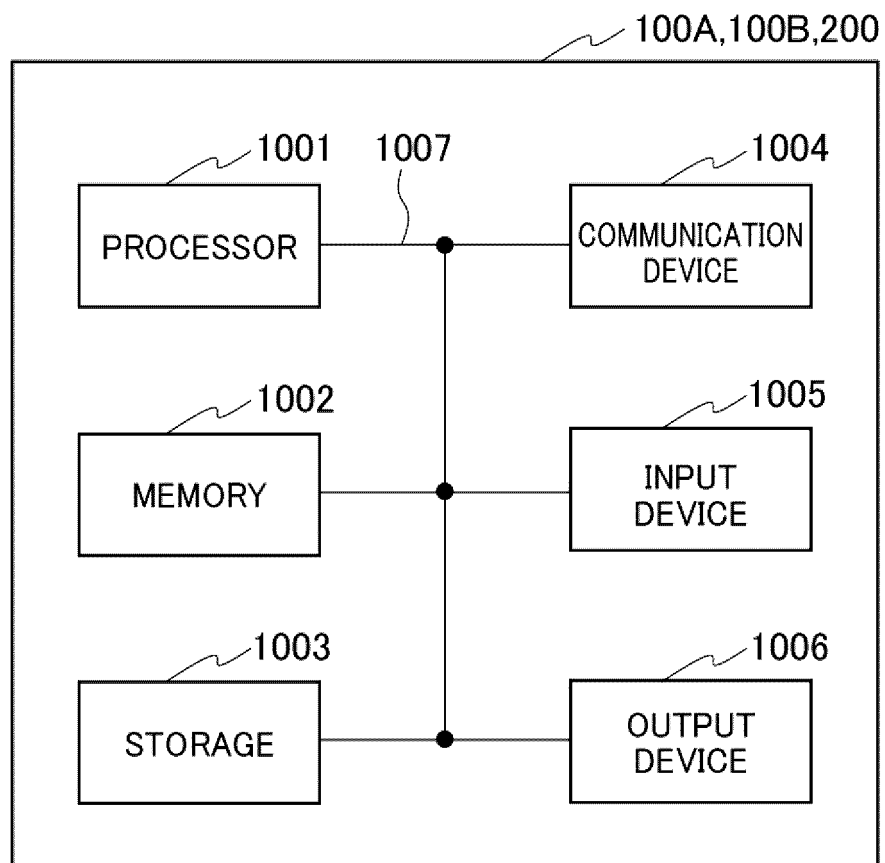 100A,100B,200
1001
1007
1004
PROCESSOR
COMMUNICATION
DEVICE
1002
1005
MEMORY
INPUT
DEVICE
1003
1006
STORAGE
OUTPUT
DEVICE